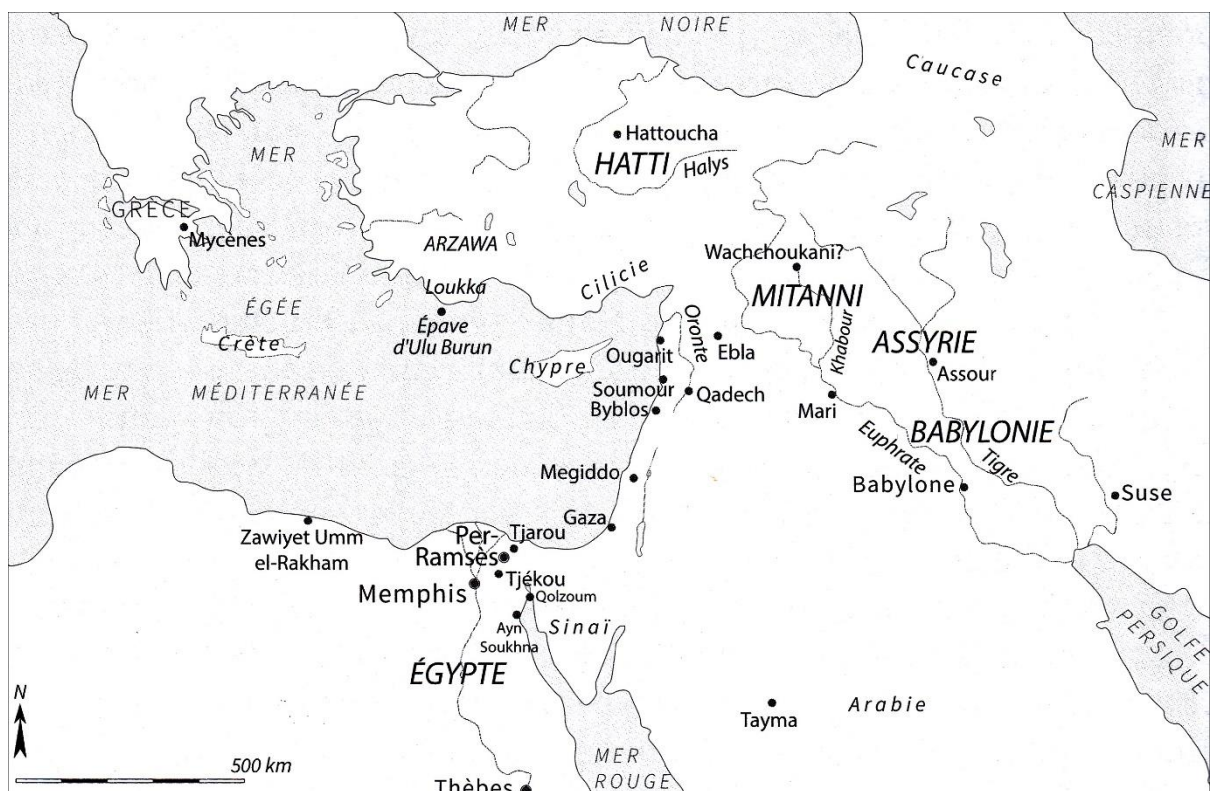 MER NOIRE
Caucase
Hattoucha
HATTI
Halys
MER
CASPIENNE
MER
ÉGÉE
GRÈCE
Mycènes
ARZAWA
Wachchoukani?
MITANNI
Cilicie
Loukka
Épave
d'Ulu Burun
Crète
Chypre
Oronte
Khabour
ASSYRIE
Assour
Ougarit
Ebla
Soumour
Byblos
Qadech
Mari
MER MÉDITERRANÉE
BABYLONIE
Euphrate
Tigre
Babylone
Suse
Megiddo
Gaza
Zawiyet Umm
el-Rakham
Per-
Ramsès
Tjarou
Memphis
Tjékou
Qolzoum
Ayn
Soukhna
Sinaï
GOLFE
PERSIQUE
ÉGYPTE
Tayma
Arabie
N
500 km
MER
ROUGE
Thèbes